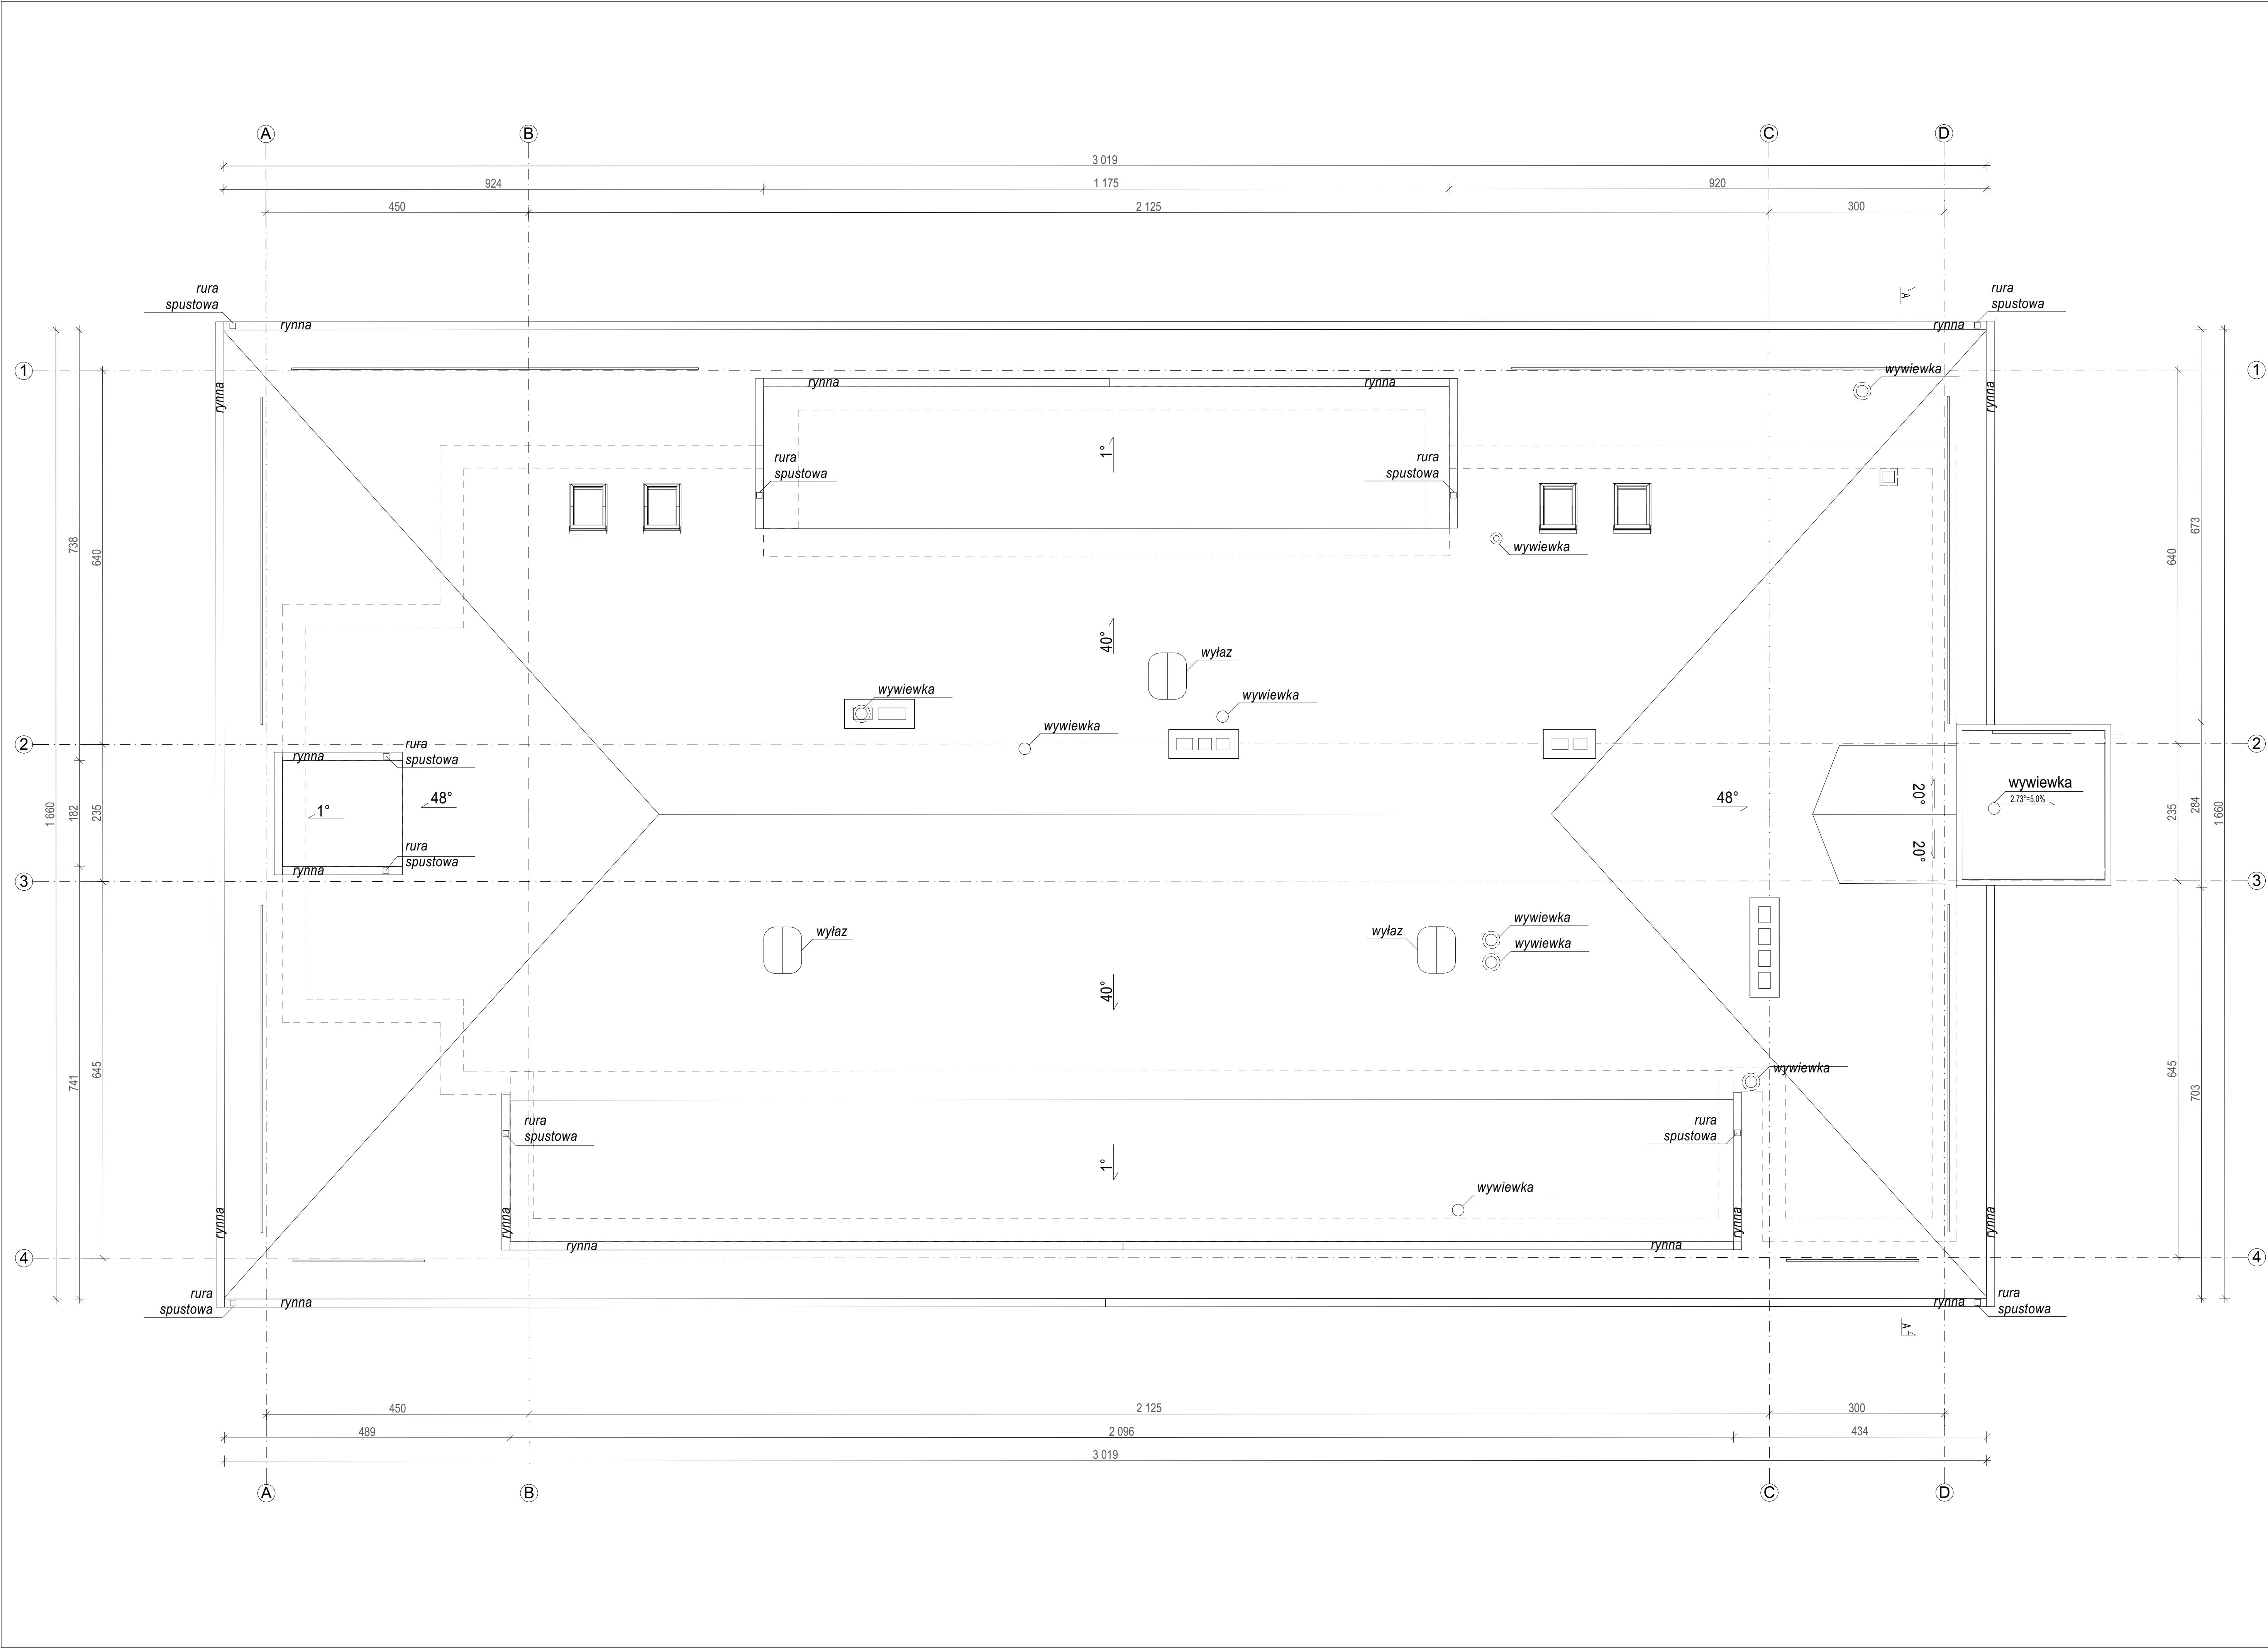 A
B
C
D
3 019
924
1 175
920
450
2 125
300
rura
spustowa
A
rura
spustowa
rynna
rynna
1
1
rynna
rynna
rynna
rynna
wywiewka
1°
rura
spustowa
rura
spustowa
738
640
673
640
wywiewka
40°
wyłaz
wywiewka
wywiewka
wywiewka
2
2
rura
spustowa
rynna
1 660
182
235
1°
48°
48°
20°
20°
wywiewka
2.73°=5,0%
235
284
1 660
rura
spustowa
rynna
3
3
wyłaz
wyłaz
wywiewka
wywiewka
40°
741
645
645
703
wywiewka
rura
spustowa
rura
spustowa
1°
wywiewka
rynna
rynna
rynna
rynna
rynna
rynna
4
4
rura
spustowa
rynna
rynna
rura
spustowa
A
450
2 125
300
489
2 096
434
3 019
A
B
C
D